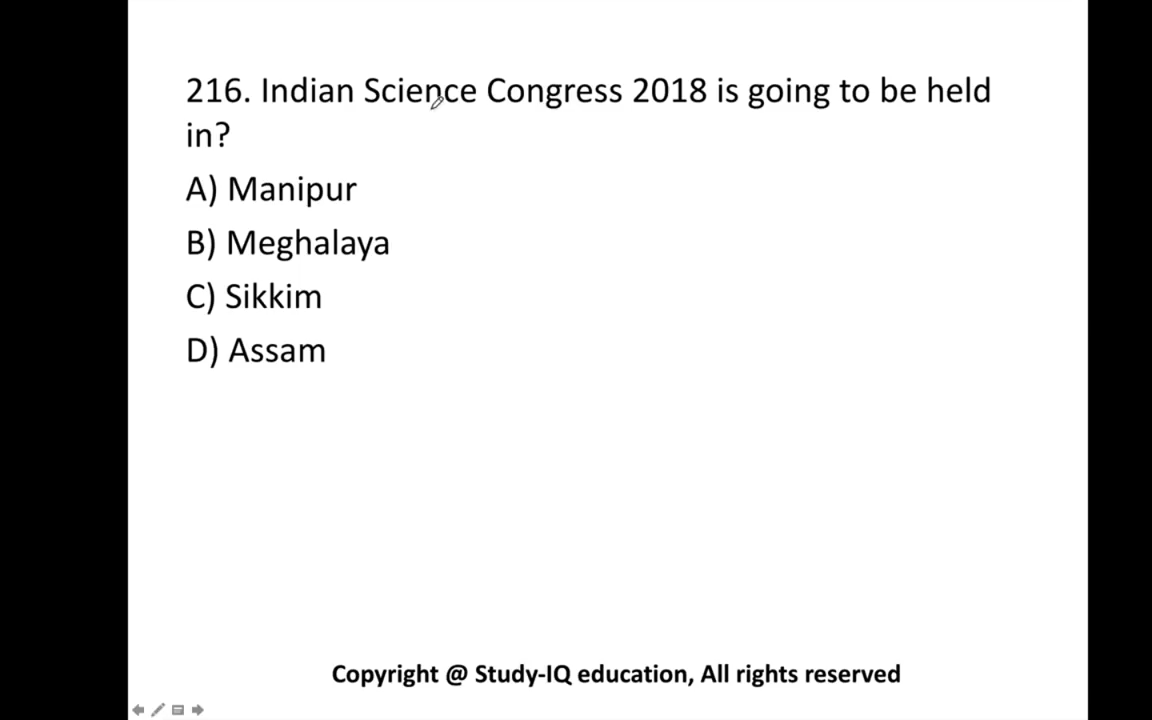 216. Indian Science Congress 2018 is going to be held
in?
A) Manipur
B) Meghalaya
C) Sikkim
D) Assam
Copyright @ Study-IQ education, All rights reserved